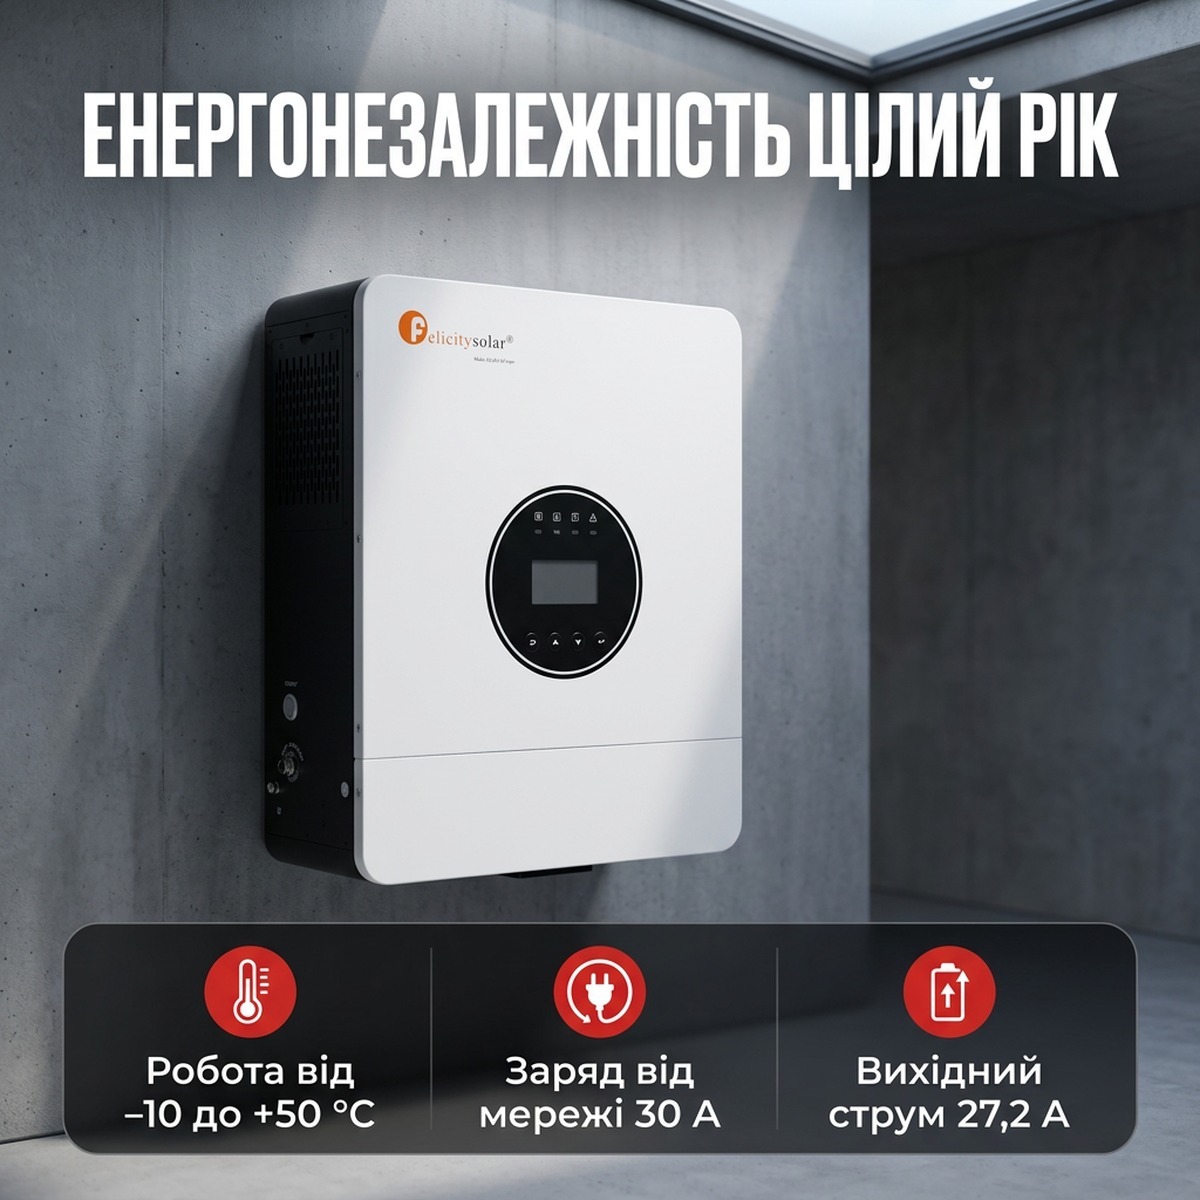 ЕНЕРГОНЕЗАЛЕЖНІСТЬ ЦІЛИЙ РІК
felicitysolar®
Робота від
–10 до +50 °C
Заряд від
мережі 30 А
Вихідний
струм 27,2 А